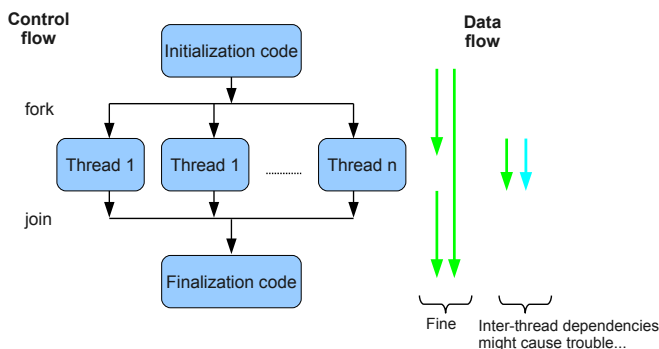 Control
flow
Initialization code
Data
flow
fork
Thread 1
Thread 1
............
Thread n
join
Finalization code
Fine
Inter-thread dependencies
might cause trouble...